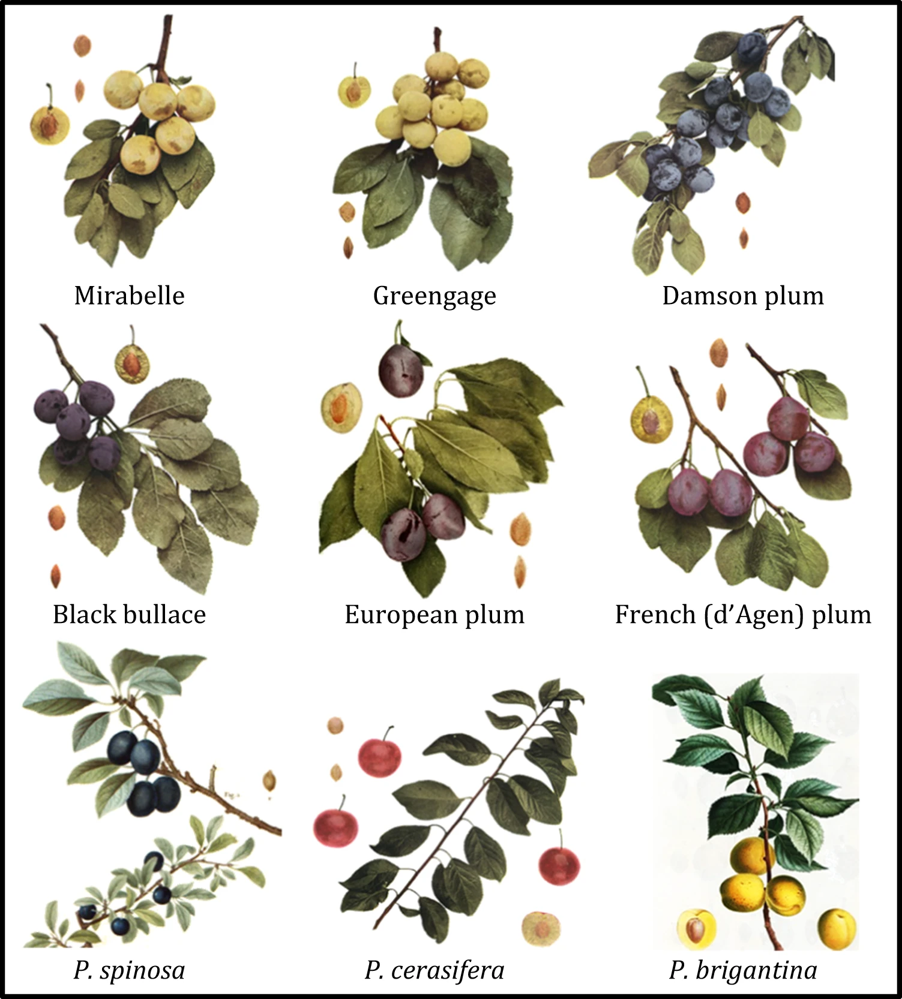 Mirabelle
Greengage
Damson plum
Black bullace
European plum
French (d’Agen) plum
P. spinosa
P. cerasifera
P. brigantina